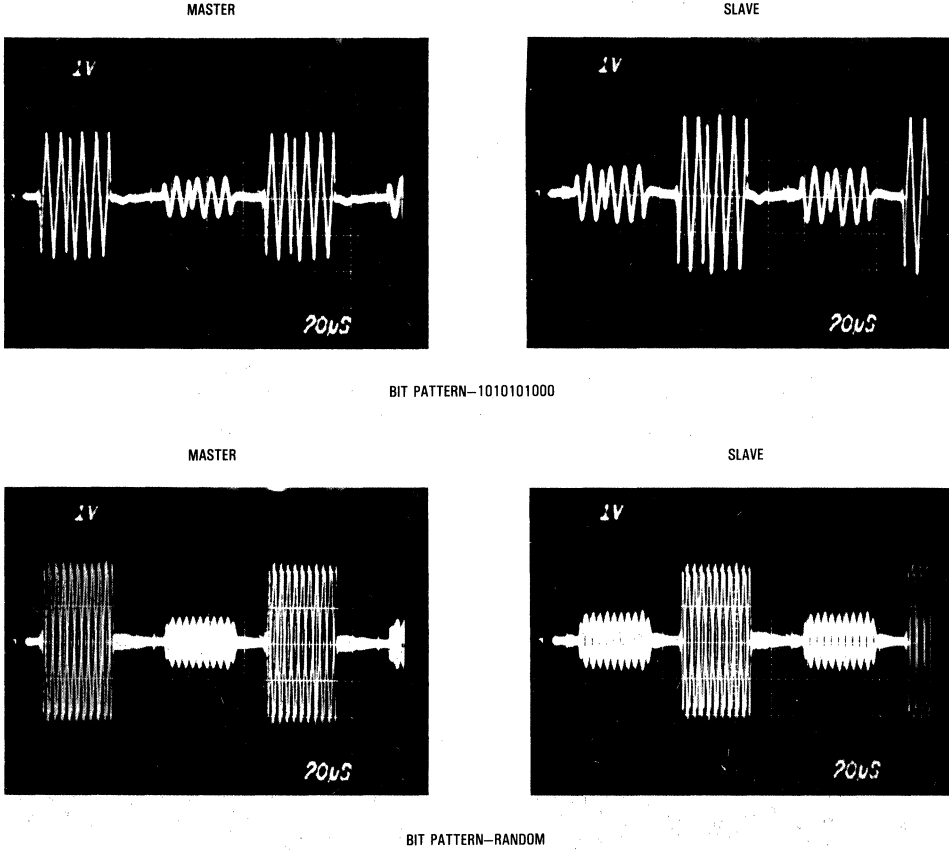 MASTER SLAVE
1V 1V
20µS 20µS
BIT PATTERN–1010101000
MASTER SLAVE
1V 1V
20µS 20µS
BIT PATTERN–RANDOM